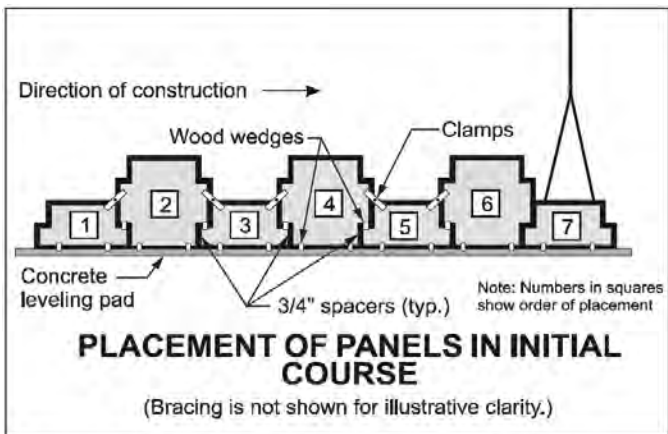 Direction of construction
Wood wedges
Clamps
1
2
3
4
5
6
7
Concrete
leveling pad
3/4" spacers (typ.)
Note: Numbers in squares
show order of placement
PLACEMENT OF PANELS IN INITIAL
COURSE
(Bracing is not shown for illustrative clarity.)